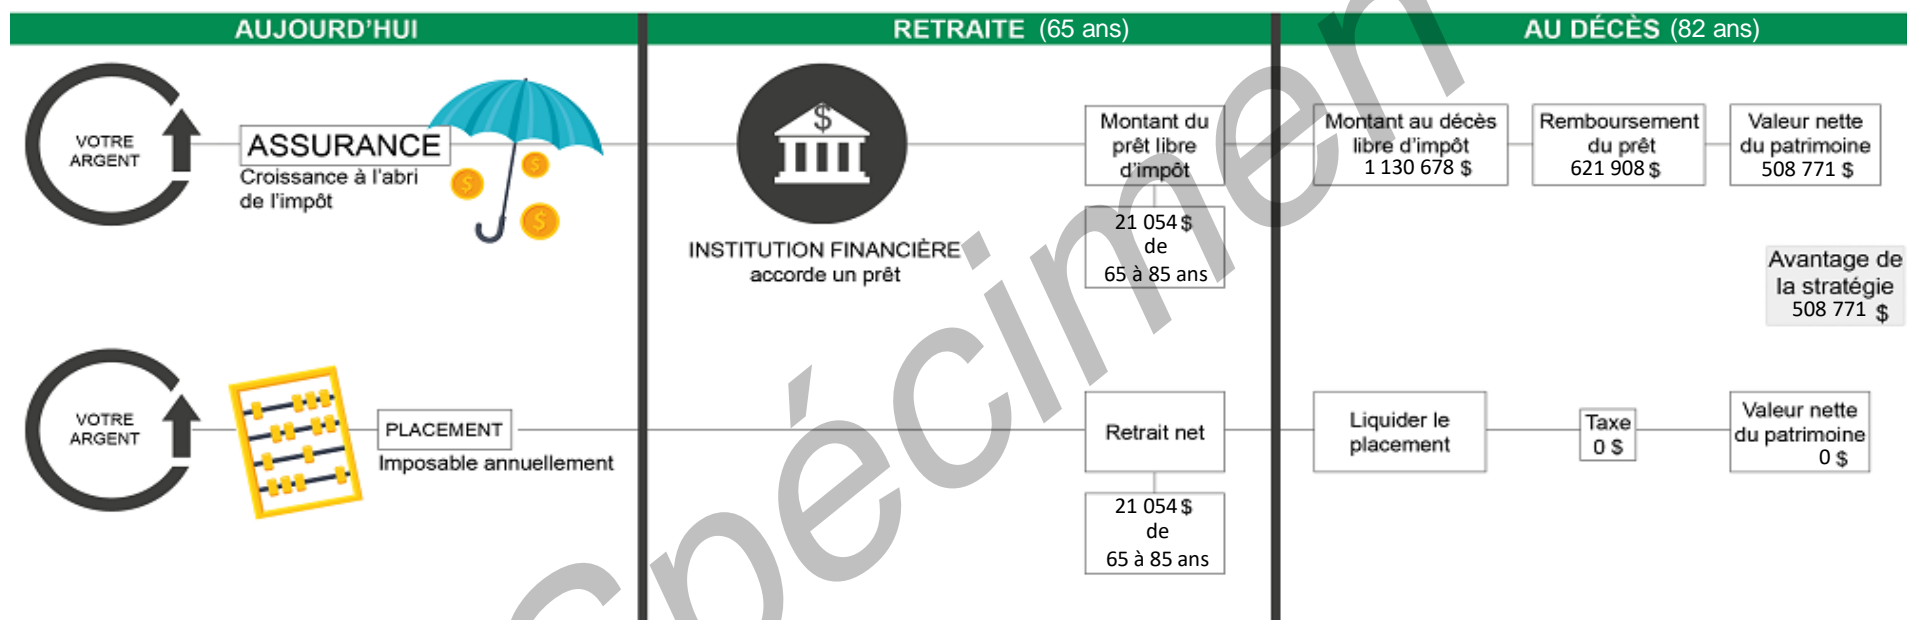 AUJOURD'HUI
RETRAITE (65 ans)
AU DÉCÈS (82 ans)
VOTRE
ARGENT
ASSURANCE
Croissance à l'abri
de l'impôt
$
INSTITUTION FINANCIÈRE
accorde un prêt
Montant du
prêt libre
d'impôt
21 054 $
de
65 à 85 ans
Montant au décès
libre d'impôt
1 130 678 $
Remboursement
du prêt
621 908 $
Valeur nette
du patrimoine
508 771 $
Avantage de
la stratégie
508 771 $
VOTRE
ARGENT
PLACEMENT
Imposable annuellement
Retrait net
21 054 $
de
65 à 85 ans
Liquider le
placement
Taxe
0 $
Valeur nette
du patrimoine
0 $
Spécimen